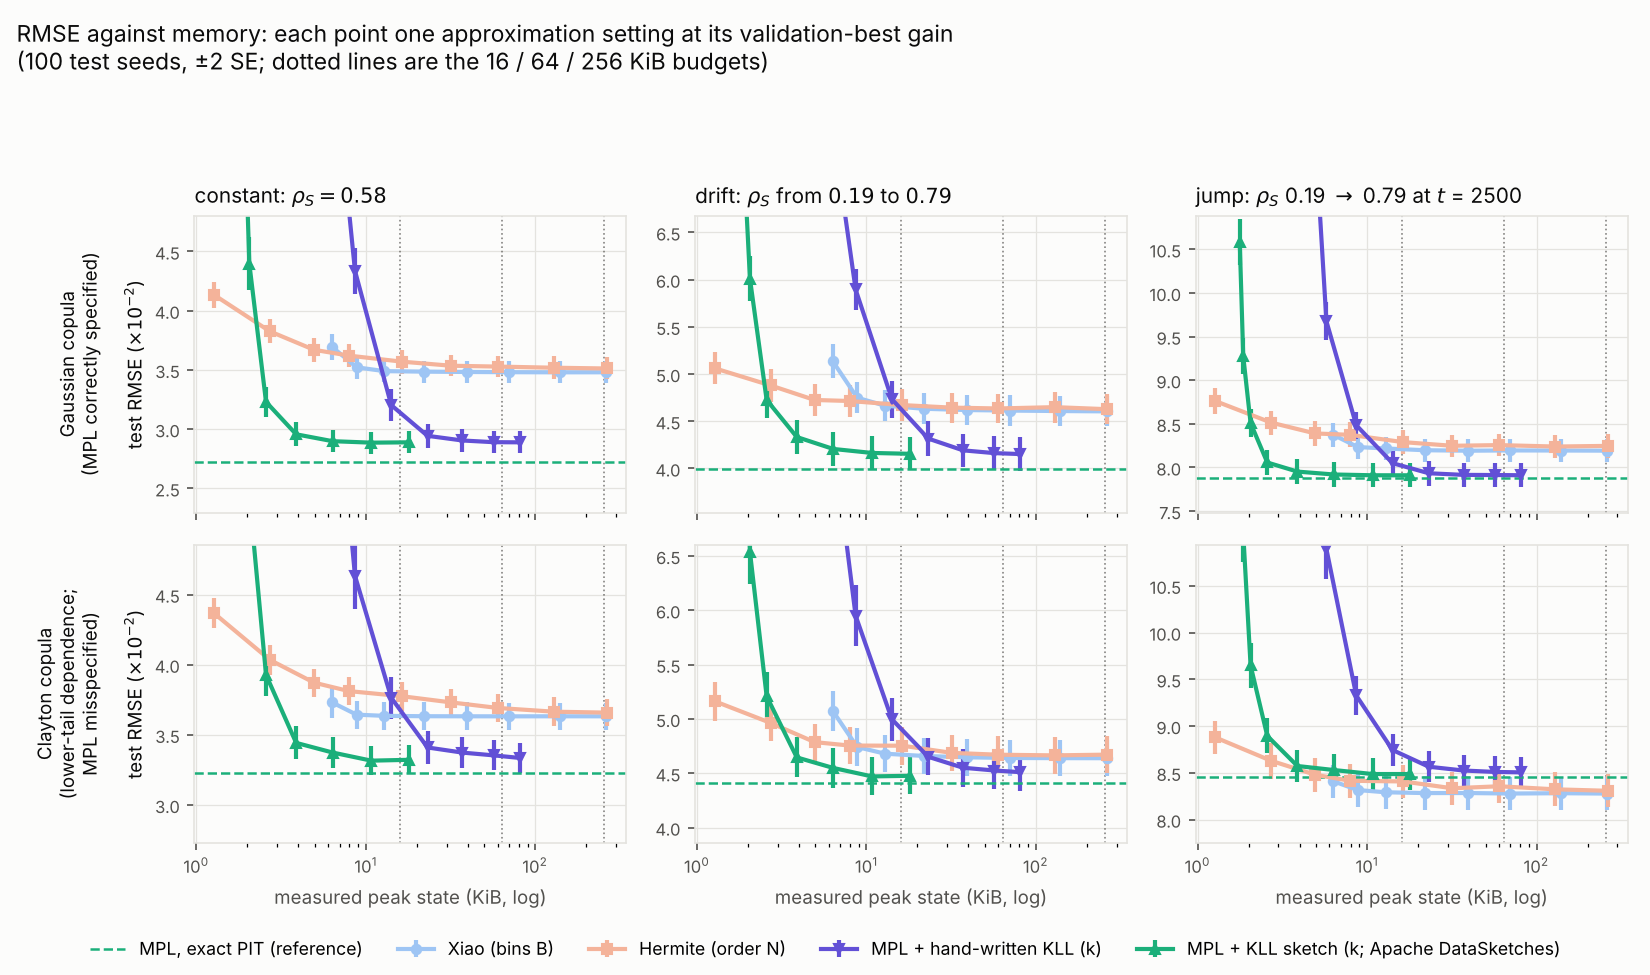 RMSE against memory: each point one approximation setting at its validation-best gain
(100 test seeds, ±2 SE; dotted lines are the 16 / 64 / 256 KiB budgets)
constant: ρS = 0.58
drift: ρS from 0.19 to 0.79
jump: ρS 0.19 → 0.79 at t = 2500
Gaussian copula
(MPL correctly specified)
test RMSE (×10⁻²)
4.5
4.0
3.5
3.0
2.5
6.5
6.0
5.5
5.0
4.5
4.0
10.5
10.0
9.5
9.0
8.5
8.0
7.5
Clayton copula
(lower-tail dependence;
MPL misspecified)
test RMSE (×10⁻²)
4.5
4.0
3.5
3.0
6.5
6.0
5.5
5.0
4.5
4.0
10.5
10.0
9.5
9.0
8.5
8.0
10⁰ 10¹ 10²
10⁰ 10¹ 10²
10⁰ 10¹ 10²
measured peak state (KiB, log)
measured peak state (KiB, log)
measured peak state (KiB, log)
MPL, exact PIT (reference)
Xiao (bins B)
Hermite (order N)
MPL + hand-written KLL (k)
MPL + KLL sketch (k; Apache DataSketches)